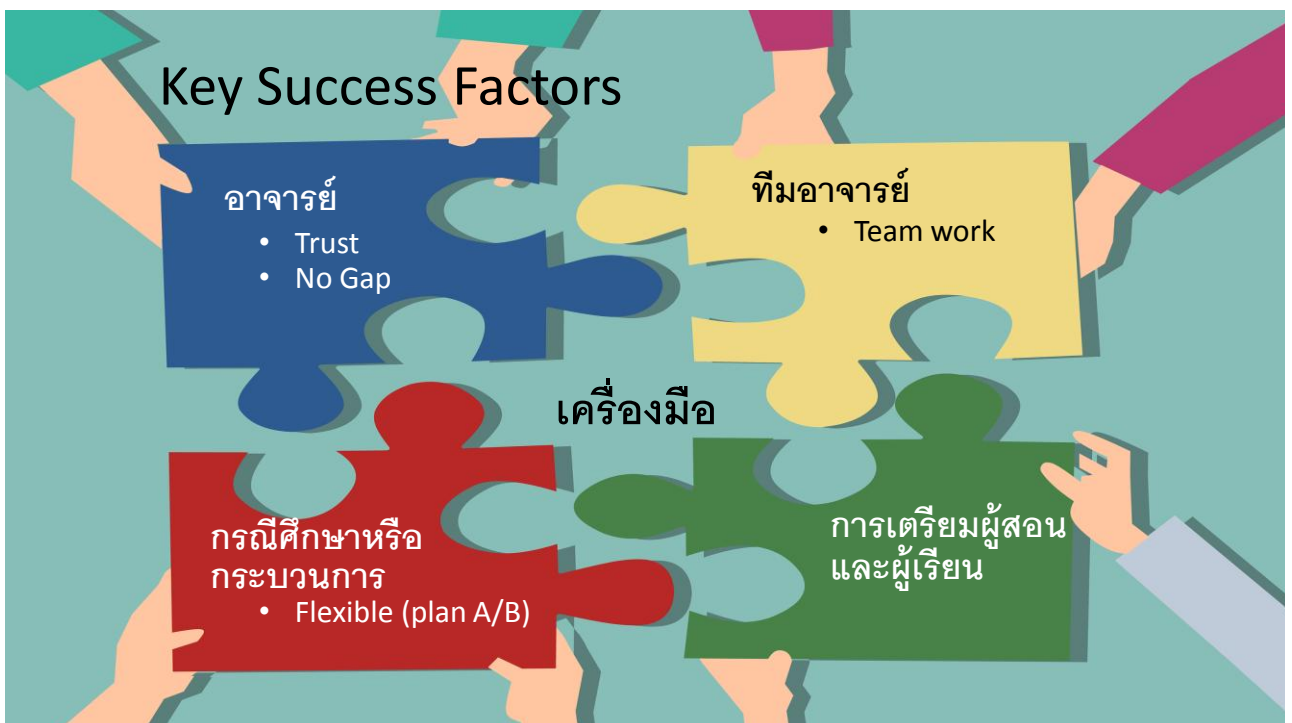 Key Success Factors
อาจารย์
• Trust
• No Gap
ทีมอาจารย์
• Team work
เครื่องมือ
กรณีศึกษาหรือ
กระบวนการ
• Flexible (plan A/B)
การเตรียมผู้สอน
และผู้เรียน